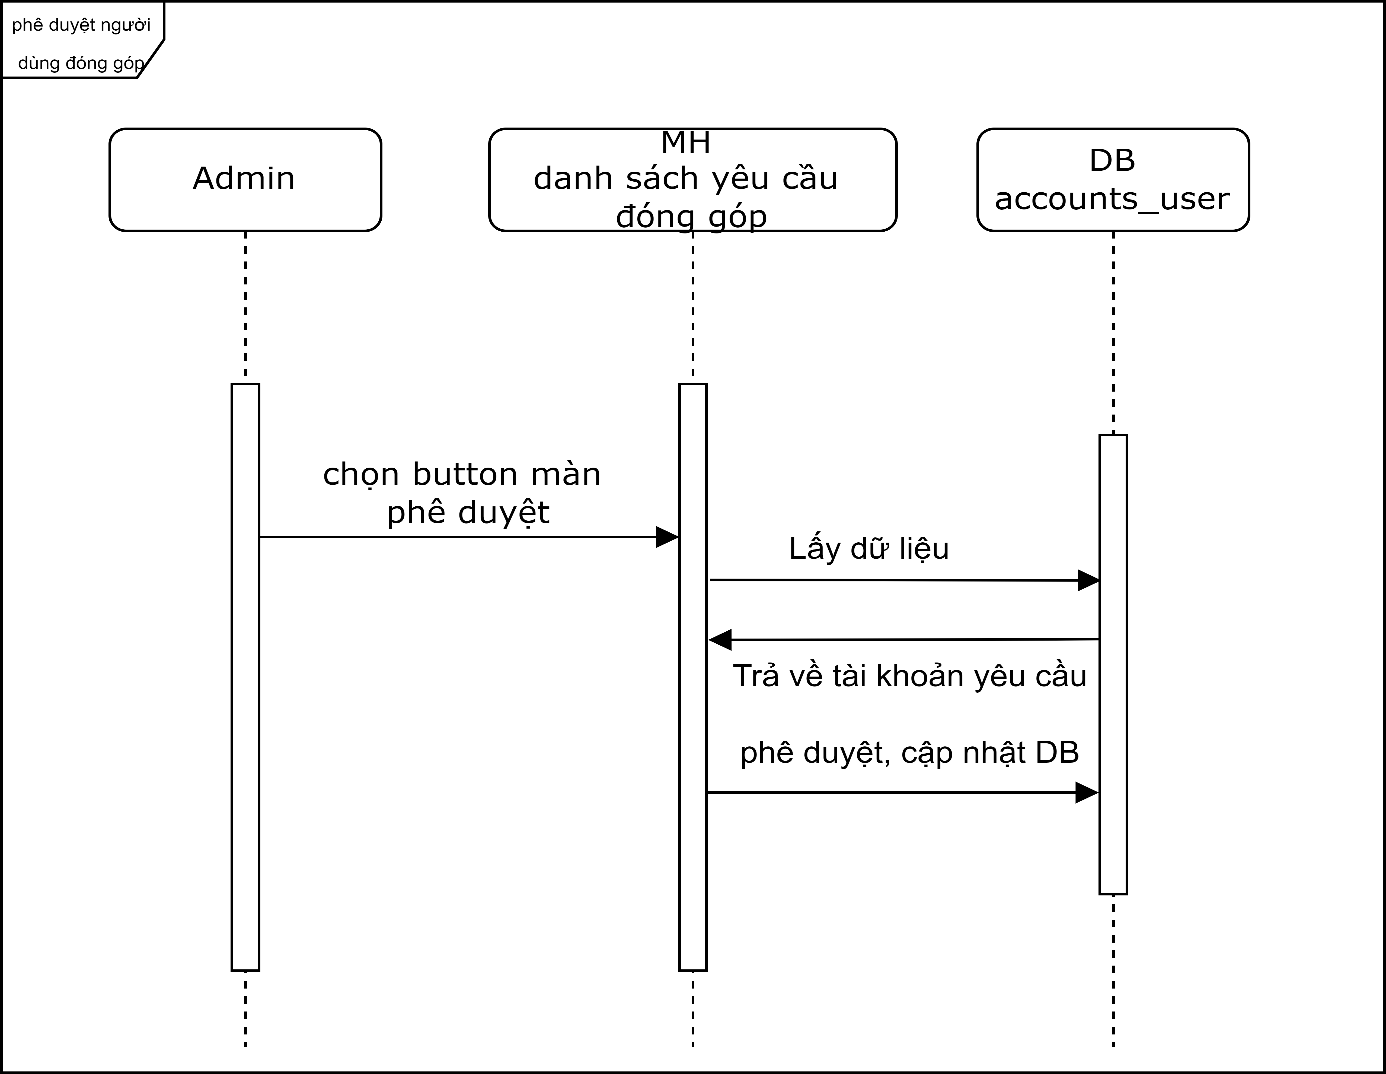 phê duyệt người
dùng đóng góp
Admin
MH
danh sách yêu cầu
đóng góp
DB
accounts_user
chọn button màn
phê duyệt
Lấy dữ liệu
Trả về tài khoản yêu cầu
phê duyệt, cập nhật DB